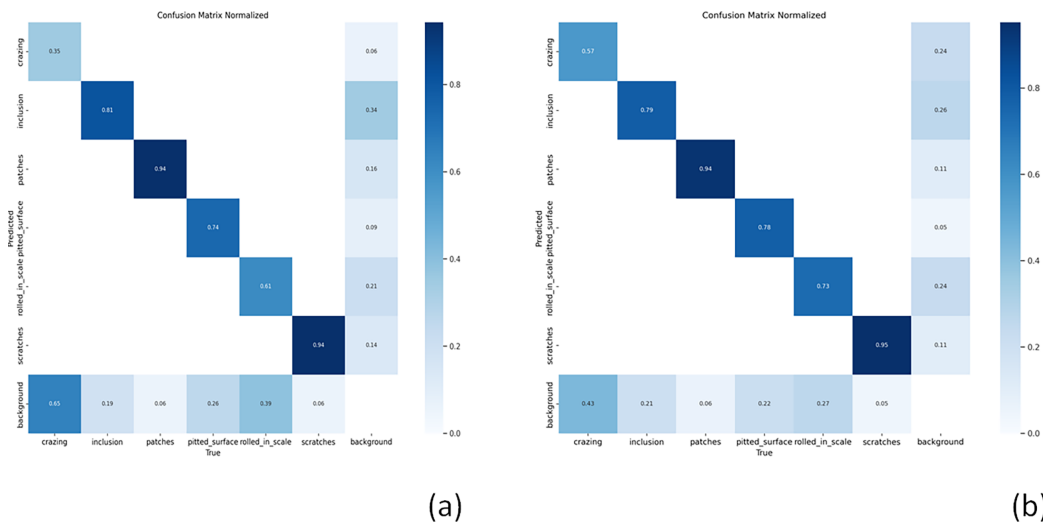 Confusion Matrix Normalized
crazing
inclusion
patches
pitted_surface
rolled_in_scale
scratches
background
Predicted
0.35 0.06
0.81 0.34
0.94 0.16
0.74 0.09
0.61 0.21
0.94 0.14
0.65 0.19 0.06 0.26 0.39 0.06
crazing inclusion patches pitted_surface rolled_in_scale scratches background
True
0.8
0.6
0.4
0.2
0.0
(a)
Confusion Matrix Normalized
crazing
inclusion
patches
pitted_surface
rolled_in_scale
scratches
background
Predicted
0.57 0.24
0.79 0.26
0.94 0.11
0.78 0.05
0.73 0.24
0.95 0.11
0.43 0.21 0.06 0.22 0.27 0.05
crazing inclusion patches pitted_surface rolled_in_scale scratches background
True
0.8
0.6
0.4
0.2
0.0
(b)